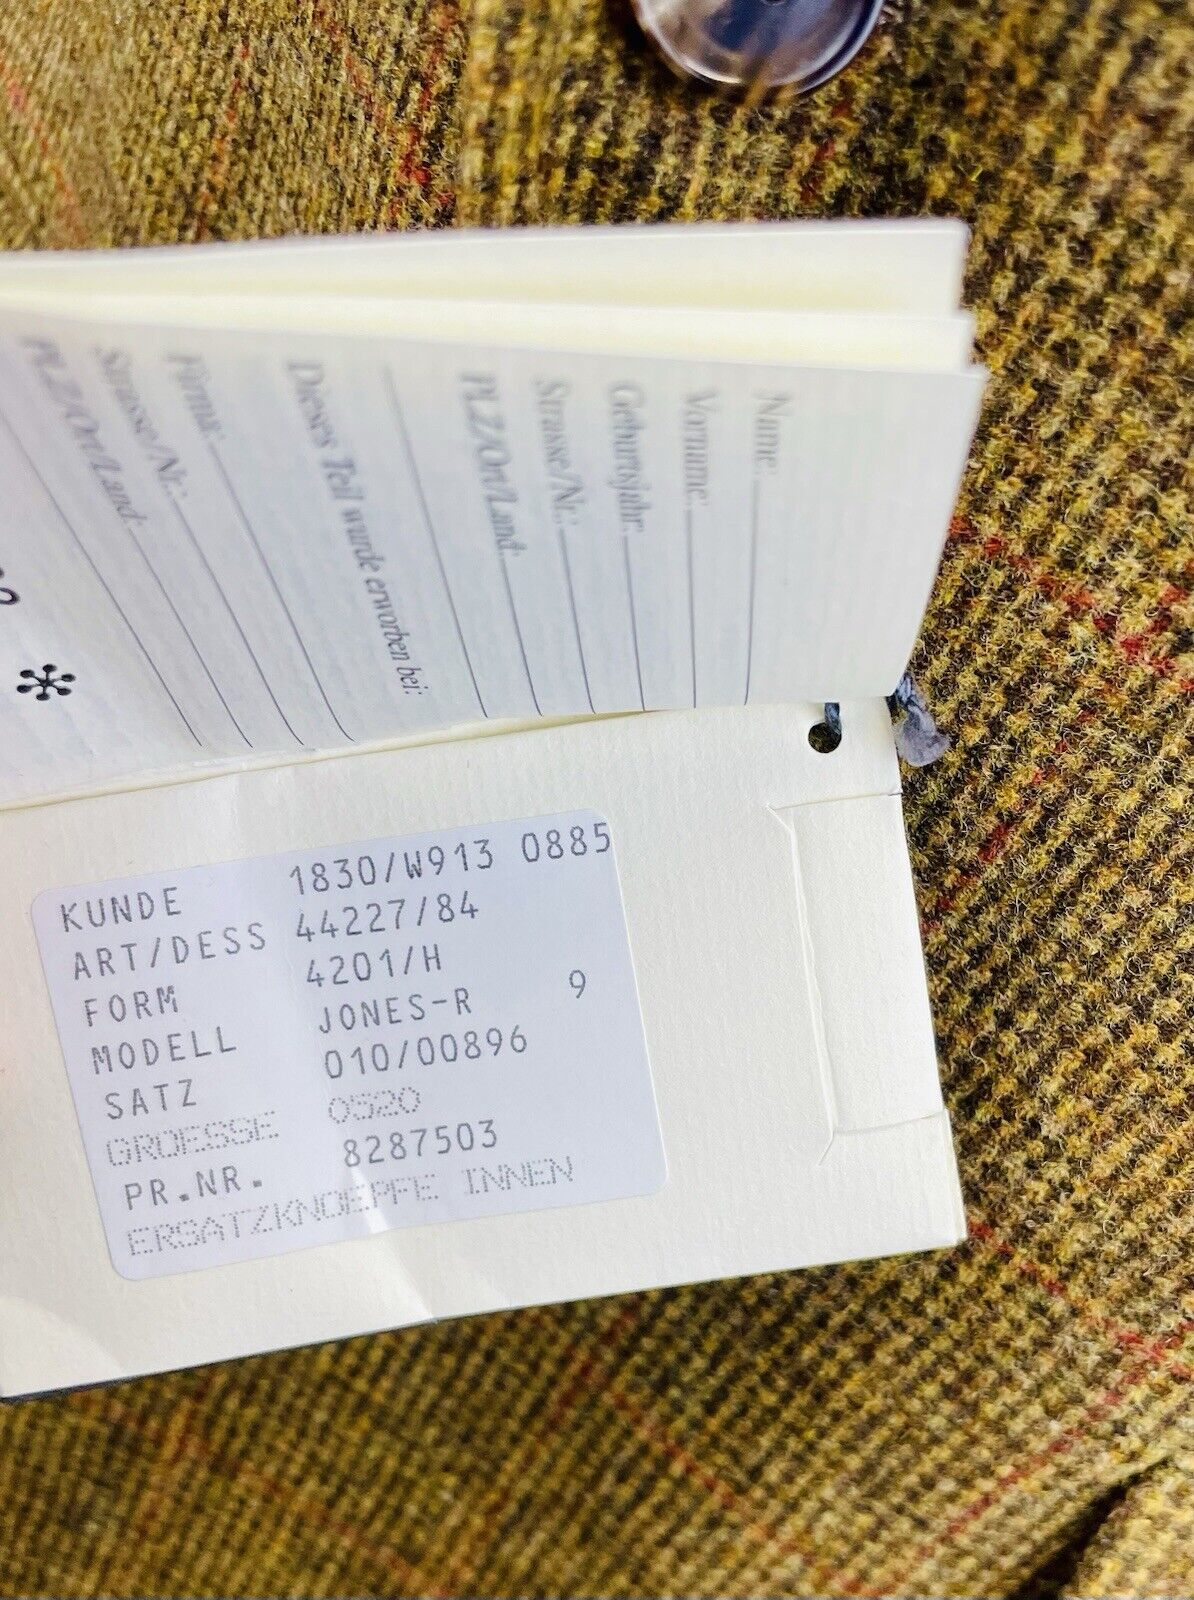 Name:
Vorname:
Geburtsjahr:
Strasse/Nr.:
PLZ/Ort/Land:
Dieses Teil wurde erworben bei:
Firma:
Strasse/Nr.:
PLZ/Ort/Land:
KUNDE 1830/W913 0885
ART/DESS 44227/84
FORM 4201/H
MODELL JONES-R 9
SATZ 010/00896
GROESSE 0520
PR.NR. 8287503
ERSATZKNOEPFE INNEN